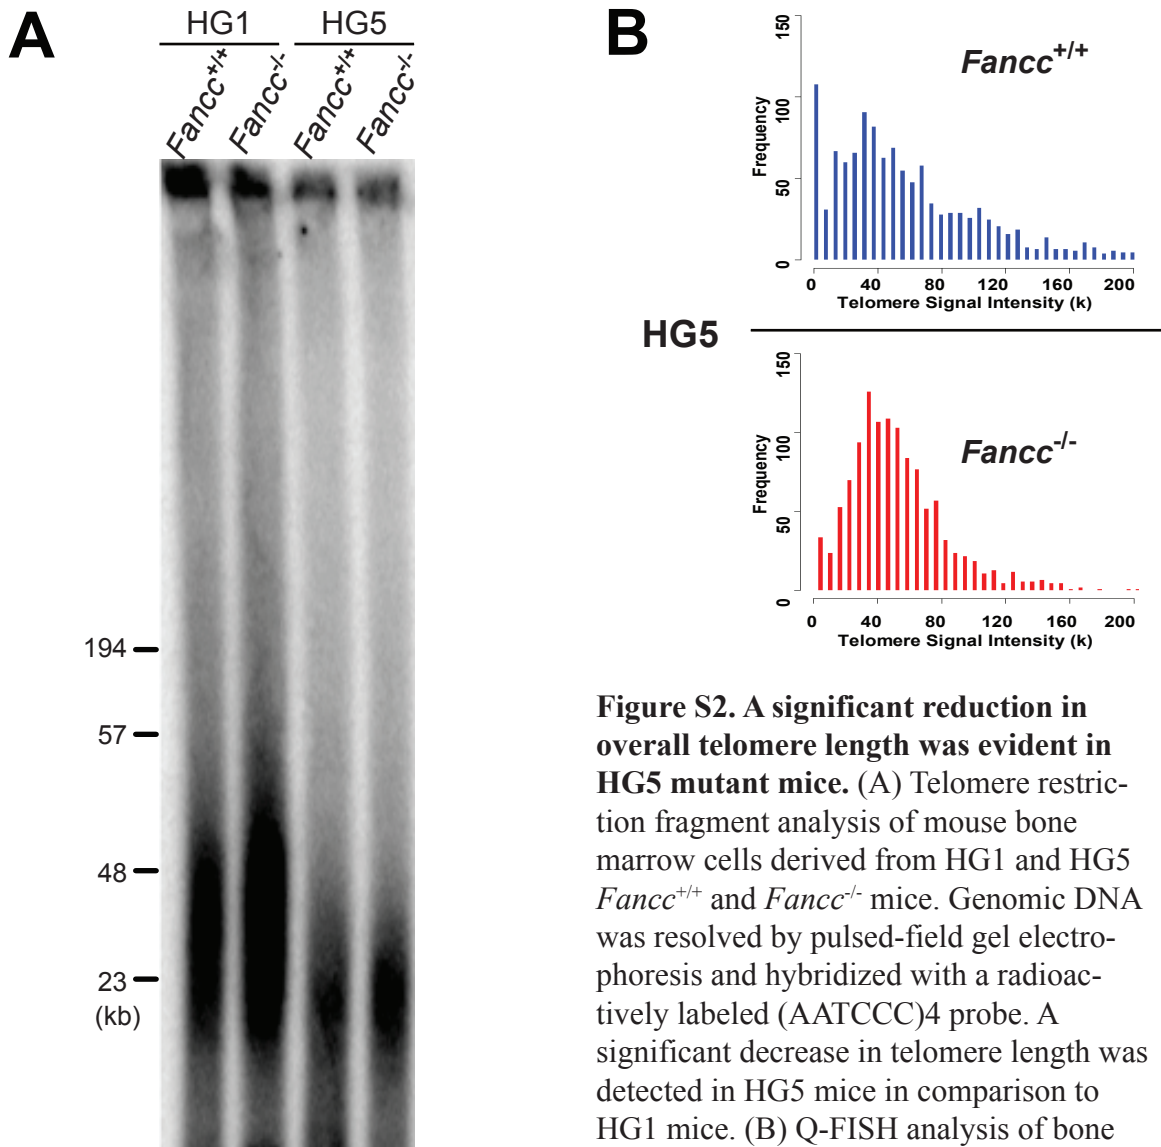 A
HG1
HG5
Fancc+/+
Fancc-/-
Fancc+/+
Fancc-/-
194
57
48
23
(kb)
B
150
100
50
0
Frequency
Fancc+/+
0 40 80 120 160 200
Telomere Signal Intensity (k)
HG5
150
100
50
0
Frequency
Fancc-/-
0 40 80 120 160 200
Telomere Signal Intensity (k)
Figure S2. A significant reduction in
overall telomere length was evident in
HG5 mutant mice. (A) Telomere restric-
tion fragment analysis of mouse bone
marrow cells derived from HG1 and HG5
Fancc+/+ and Fancc-/- mice. Genomic DNA
was resolved by pulsed-field gel electro-
phoresis and hybridized with a radioac-
tively labeled (AATCCC)4 probe. A
significant decrease in telomere length was
detected in HG5 mice in comparison to
HG1 mice. (B) Q-FISH analysis of bone